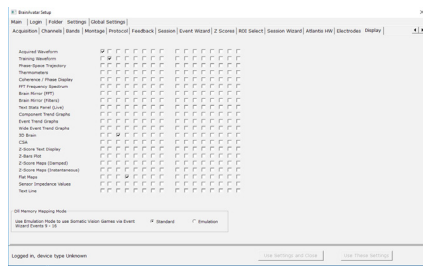 BrainAvatar Setup
Main | Login | Folder Settings | Global Settings |
Acquisition | Channels | Bands | Montage | Protocol | Feedback | Session | Event Wizard | Z Scores | ROI Select | Session Wizard | Atlantis HW | Electrodes | Display |
Acquired Waveform
Training Waveform
Phase-Space Trajectory
Thermometers
Coherence / Phase Display
FFT Frequency Spectrum
Brain Mirror (FFT)
Brain Mirror (Filters)
Text Stats Panel (Live)
Component Trend Graphs
Event Trend Graphs
Wide Event Trend Graphs
3D Brain
CSA
Z-Score Text Display
Z-Bars Plot
Z-Score Maps (Damped)
Z-Score Maps (Instantaneous)
Flat Maps
Sensor Impedance Values
Text Line
Dll Memory Mapping Mode
Use Emulation Mode to use Somatic Vision Games via Event Wizard Events 9 - 16
Standard
Emulation
Logged in, device type Unknown
Use Settings and Close
Use These Settings